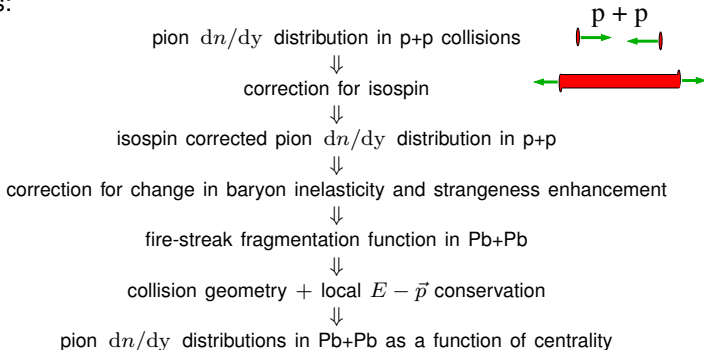 s:
p + p
pion dn/dy distribution in p+p collisions
⇓
correction for isospin
⇓
isospin corrected pion dn/dy distribution in p+p
⇓
correction for change in baryon inelasticity and strangeness enhancement
⇓
fire-streak fragmentation function in Pb+Pb
⇓
collision geometry + local E − p⃗ conservation
⇓
pion dn/dy distributions in Pb+Pb as a function of centrality